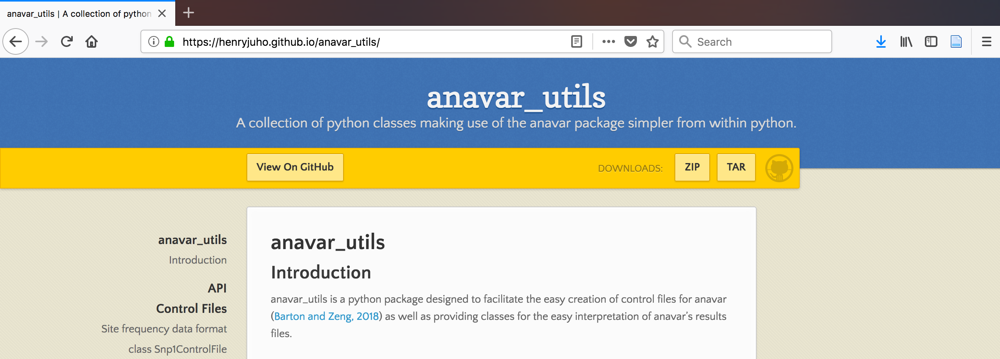 anavar_utils | A collection of python
https://henryjuho.github.io/anavar_utils/
Search
anavar_utils
A collection of python classes making use of the anavar package simpler from within python.
View On GitHub
DOWNLOADS:
ZIP
TAR
anavar_utils
Introduction
API
Control Files
Site frequency data format
class Snp1ControlFile
anavar_utils
Introduction
anavar_utils is a python package designed to facilitate the easy creation of control files for anavar
(Barton and Zeng, 2018) as well as providing classes for the easy interpretation of anavar’s results
files.